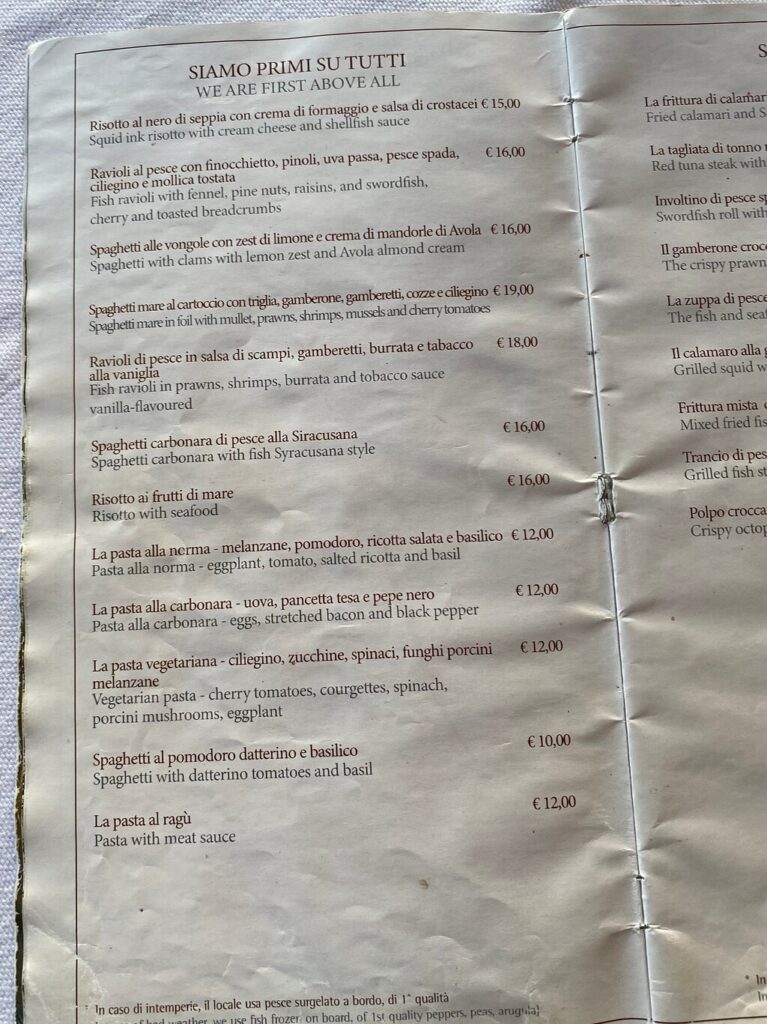 SIAMO PRIMI SU TUTTI
WE ARE FIRST ABOVE ALL
Risotto al nero di seppia con crema di formaggio e salsa di crostacei € 15,00
Squid ink risotto with cream cheese and shellfish sauce
Ravioli al pesce con finocchietto, pinoli, uva passa, pesce spada, € 16,00
ciliegino e mollica tostata
Fish ravioli with fennel, pine nuts, raisins, and swordfish,
cherry and toasted breadcrumbs
Spaghetti alle vongole con zest di limone e crema di mandorle di Avola € 16,00
Spaghetti with clams with lemon zest and Avola almond cream
Spaghetti mare al cartoccio con triglia, gamberone, gamberetti, cozze e ciliegino € 19,00
Spaghetti mare in foil with mullet, prawns, shrimps, mussels and cherry tomatoes
Ravioli di pesce in salsa di scampi, gamberetti, burrata e tabacco € 18,00
alla vaniglia
Fish ravioli in prawns, shrimps, burrata and tobacco sauce
vanilla-flavoured
Spaghetti carbonara di pesce alla Siracusana € 16,00
Spaghetti carbonara with fish Syracusana style
Risotto ai frutti di mare € 16,00
Risotto with seafood
La pasta alla norma - melanzane, pomodoro, ricotta salata e basilico € 12,00
Pasta alla norma - eggplant, tomato, salted ricotta and basil
La pasta alla carbonara - uova, pancetta tesa e pepe nero € 12,00
Pasta alla carbonara - eggs, stretched bacon and black pepper
La pasta vegetariana - ciliegino, zucchine, spinaci, funghi porcini € 12,00
melanzane
Vegetarian pasta - cherry tomatoes, courgettes, spinach,
porcini mushrooms, eggplant
Spaghetti al pomodoro datterino e basilico € 10,00
Spaghetti with datterino tomatoes and basil
La pasta al ragù € 12,00
Pasta with meat sauce
* In caso di intemperie, il locale usa pesce surgelato a bordo, di 1^ qualità
weather, we use fish frozen on board, of 1st quality peppers, peas, arugula)
S
La frittura di calamar
Fried calamari and S
La tagliata di tonno
Red tuna steak with
Involtino di pesce sp
Swordfish roll with
Il gamberone croc
The crispy prawn
La zuppa di pesce
The fish and seaf
Il calamaro alla g
Grilled squid w
Frittura mista
Mixed fried fis
Trancio di pes
Grilled fish st
Polpo crocca
Crispy octop
* In
In